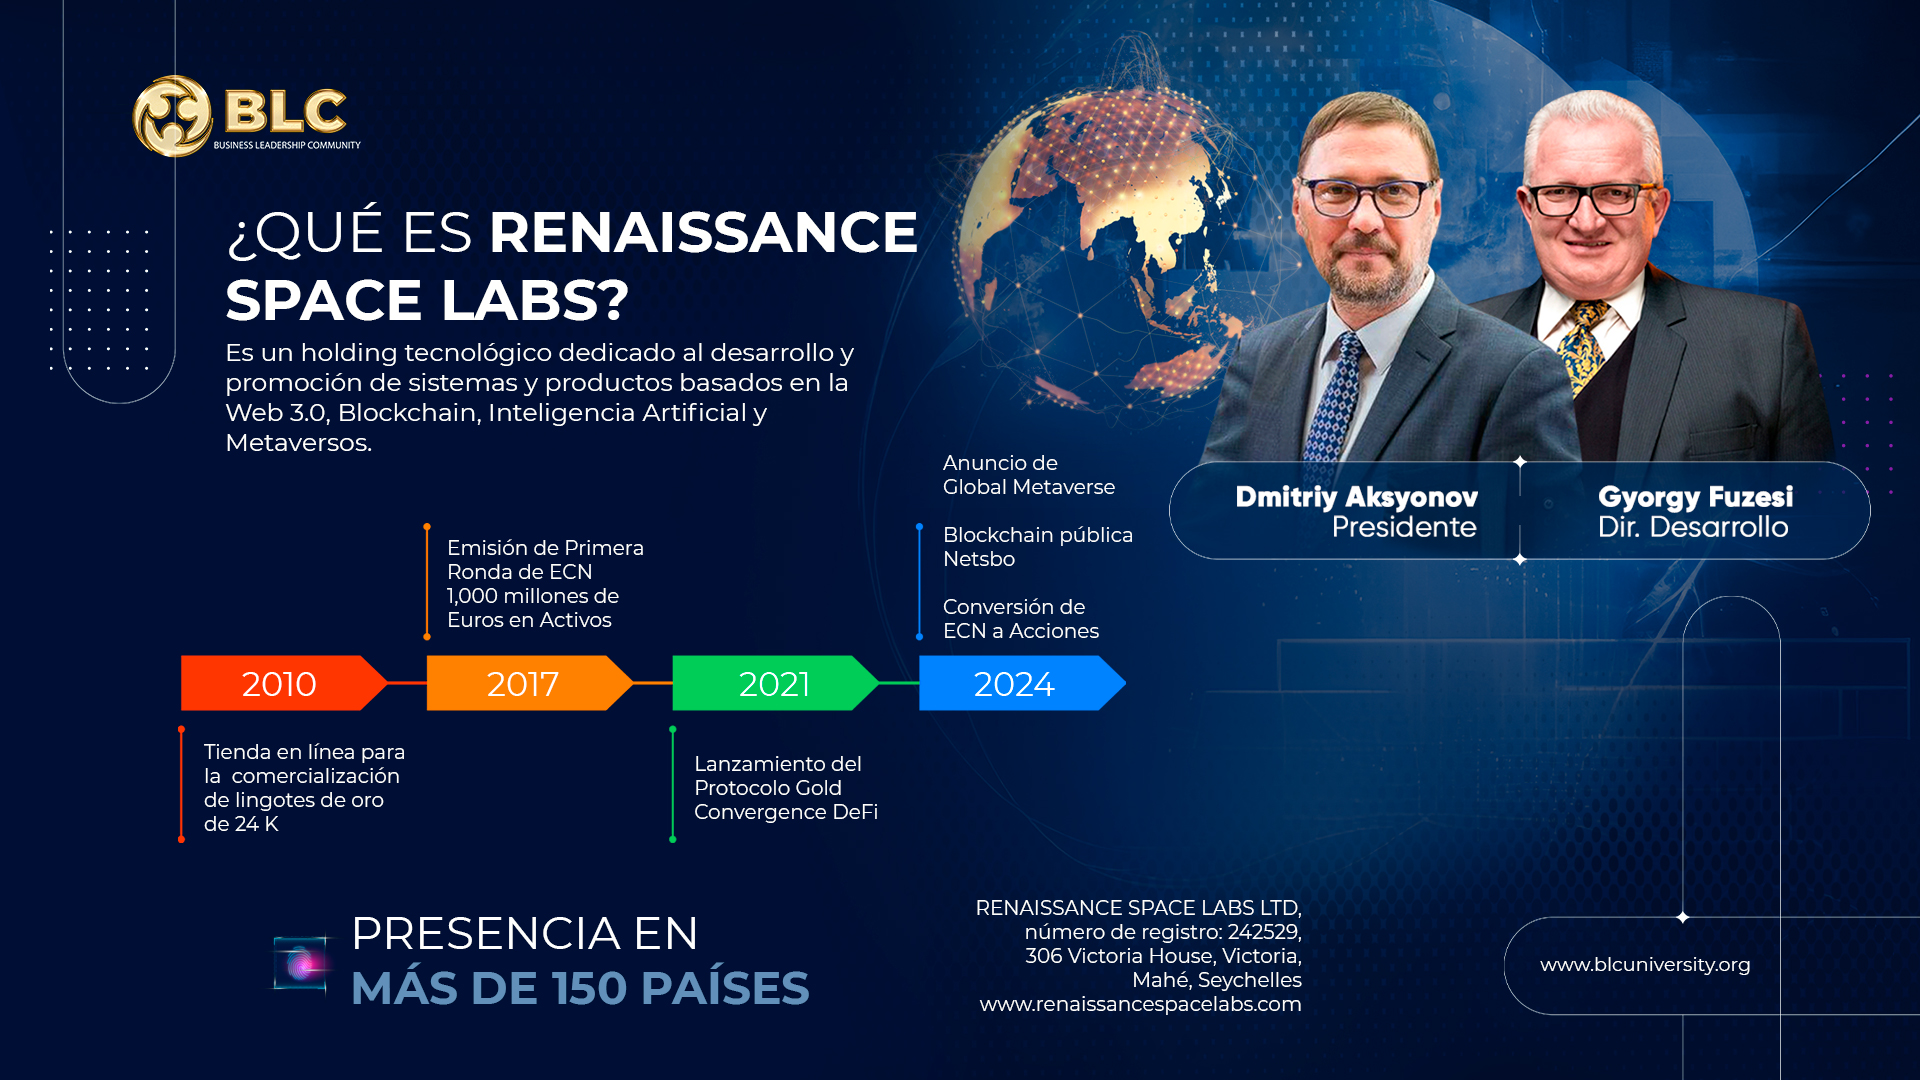 BLC
BUSINESS LEADERSHIP COMMUNITY
¿QUÉ ES RENAISSANCE
SPACE LABS?
Es un holding tecnológico dedicado al desarrollo y
promoción de sistemas y productos basados en la
Web 3.0, Blockchain, Inteligencia Artificial y
Metaversos.
Dmitriy Aksyonov
Presidente
Gyorgy Fuzesi
Dir. Desarrollo
2010
Tienda en línea para
la comercialización
de lingotes de oro
de 24 K
2017
Emisión de Primera
Ronda de ECN
1,000 millones de
Euros en Activos
2021
Lanzamiento del
Protocolo Gold
Convergence DeFi
2024
Anuncio de
Global Metaverse
Blockchain pública
Netsbo
Conversión de
ECN a Acciones
PRESENCIA EN
MÁS DE 150 PAÍSES
RENAISSANCE SPACE LABS LTD,
número de registro: 242529,
306 Victoria House, Victoria,
Mahé, Seychelles
www.renaissancespacelabs.com
www.blcuniversity.org